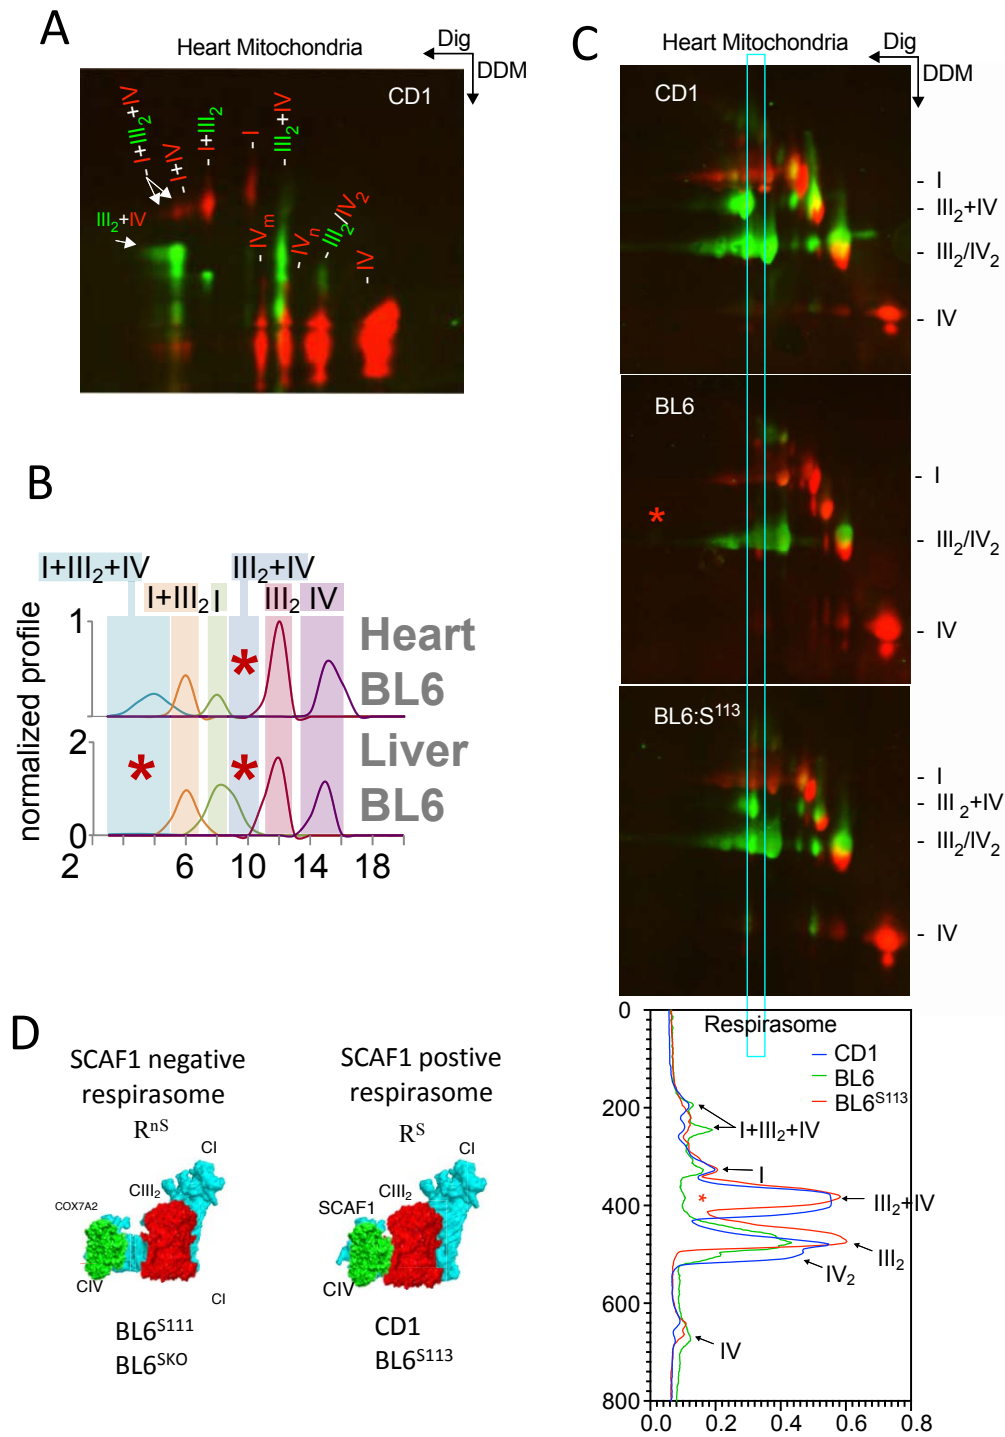 A
Heart Mitochondria
Dig
DDM
CD1
I+III2+IV
I+IV
I+III2
I
III2+IV
III2+IV
IVm
IVn
III2/IV2
IV
B
I+III2+IV
III2+IV
I+III2
I
III2
IV
normalized profile
1
0
2
0
Heart
BL6
Liver
BL6
*
*
*
2 6 10 14 18
C
Heart Mitochondria
Dig
DDM
CD1
- I
- III2+IV
- III2/IV2
- IV
BL6
*
- I
- III2/IV2
- IV
BL6:S113
- I
- III2+IV
- III2/IV2
- IV
Respirasome
CD1
BL6
BL6S113
0
200
400
600
800
I+III2+IV
I
*
III2+IV
III2
IV2
IV
0.0 0.2 0.4 0.6 0.8
D
SCAF1 negative
respirasome
RnS
CI
CIII2
COX7A2
CIV
CI
BL6S111
BL6SKO
SCAF1 postive
respirasome
RS
CI
CIII2
SCAF1
CIV
CD1
BL6S113